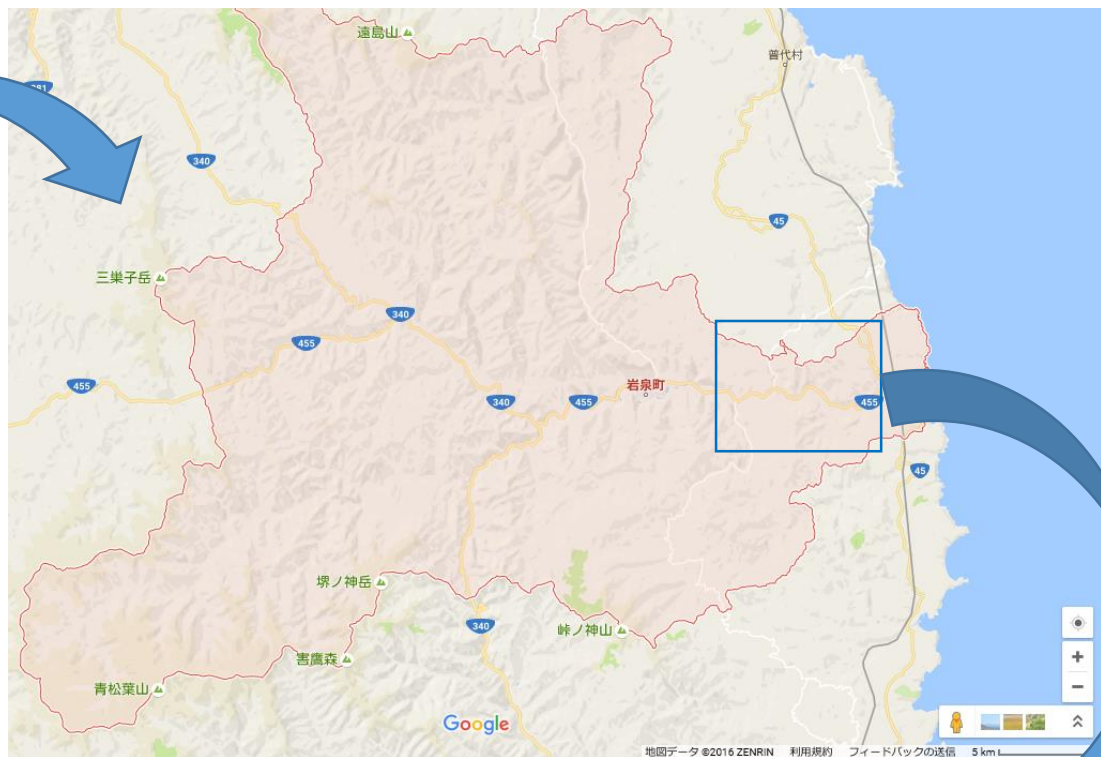 遠島山
普代村
281
340
45
三巣子岳
340
455
岩泉町
455
340
455
455
45
堺ノ神岳
340
峠ノ神山
害鷹森
青松葉山
Google
地図データ ©2016 ZENRIN 利用規約 フィードバックの送信 5 km